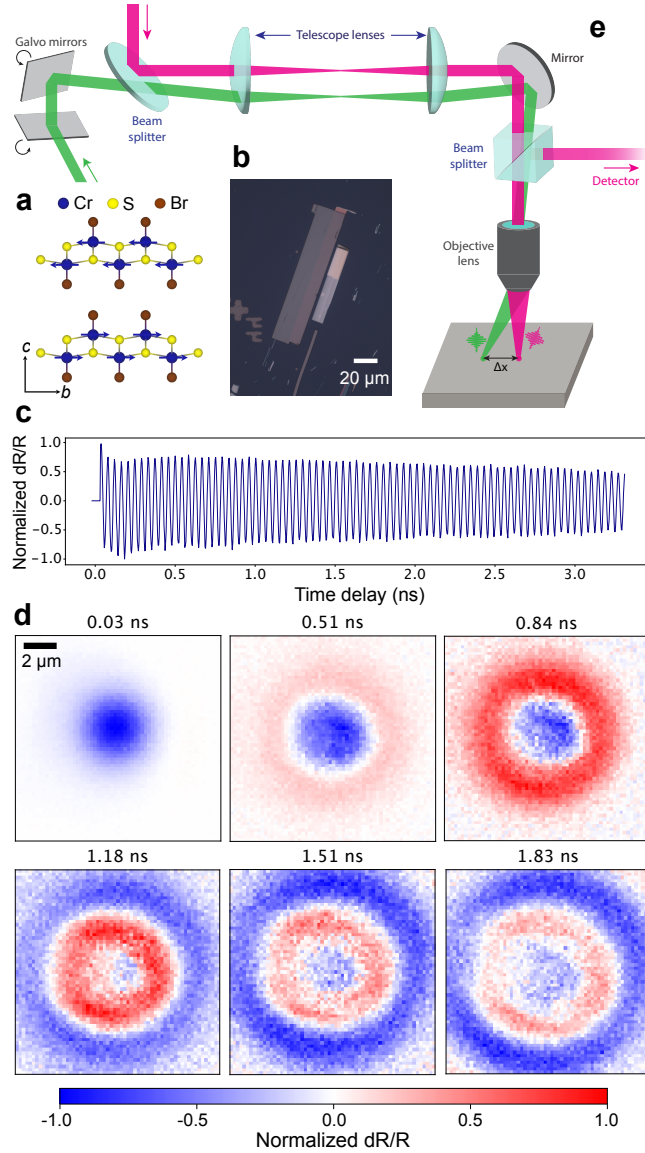 e
Galvo mirrors
Telescope lenses
Mirror
Beam
splitter
Beam
splitter
Detector
Objective
lens
Δx
a
Cr S Br
c
b
b
20 μm
c
Normalized dR/R
1.0
0.5
0.0
−0.5
−1.0
0.0 0.5 1.0 1.5 2.0 2.5 3.0
Time delay (ns)
d
0.03 ns 0.51 ns 0.84 ns
2 μm
1.18 ns 1.51 ns 1.83 ns
-1.0 -0.5 0.0 0.5 1.0
Normalized dR/R